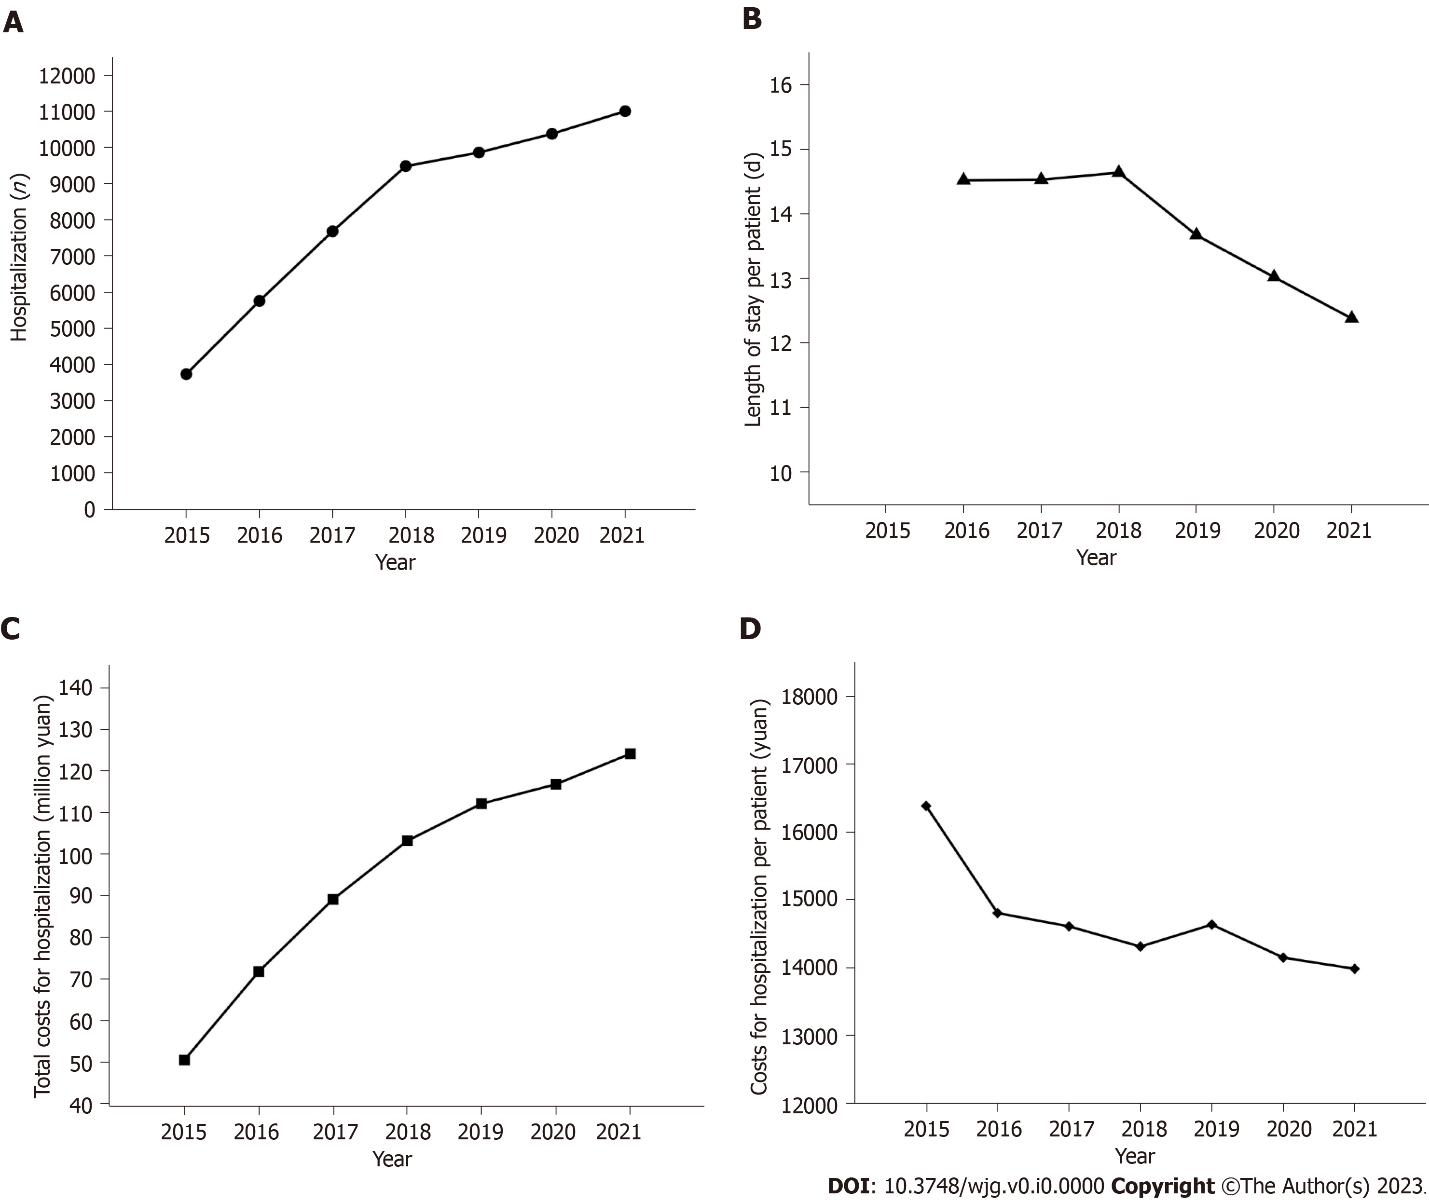 A
12000
11000
10000
9000
8000
7000
6000
5000
4000
3000
2000
1000
0
Hospitalization (n)
2015 2016 2017 2018 2019 2020 2021
Year
B
16
15
14
13
12
11
10
Length of stay per patient (d)
2015 2016 2017 2018 2019 2020 2021
Year
C
140
130
120
110
100
90
80
70
60
50
40
Total costs for hospitalization (million yuan)
2015 2016 2017 2018 2019 2020 2021
Year
D
18000
17000
16000
15000
14000
13000
12000
Costs for hospitalization per patient (yuan)
2015 2016 2017 2018 2019 2020 2021
Year
DOI: 10.3748/wjg.v0.i0.0000 Copyright ©The Author(s) 2023.